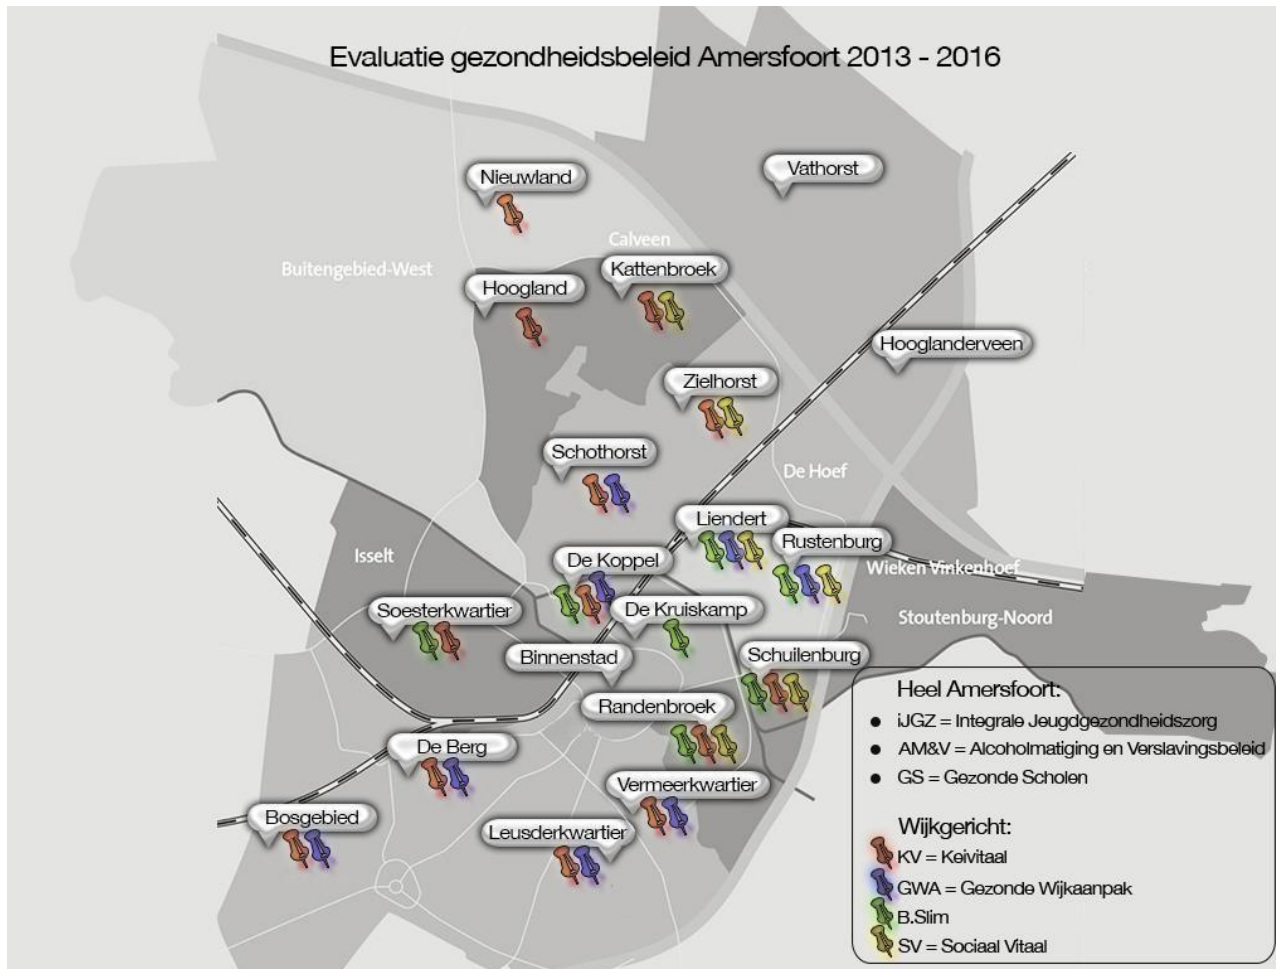 Evaluatie gezondheidsbeleid Amersfoort 2013 - 2016
Vathorst
Nieuwland
Calveen
Buitengebied-West
Kattenbroek
Hoogland
Hooglanderveen
Zielhorst
Schothorst
De Hoef
Liendert
Rustenburg
Isselt
De Koppel
Wieken Vinkenhoef
Soesterkwartier
De Kruiskamp
Stoutenburg-Noord
Binnenstad
Schuilenburg
Randenbroek
De Berg
Vermeerkwartier
Bosgebied
Leusderkwartier
Heel Amersfoort:
● iJGZ = Integrale Jeugdgezondheidszorg
● AM&V = Alcoholmatiging en Verslavingsbeleid
● GS = Gezonde Scholen
Wijkgericht:
KV = Keivitaal
GWA = Gezonde Wijkaanpak
B.Slim
SV = Sociaal Vitaal